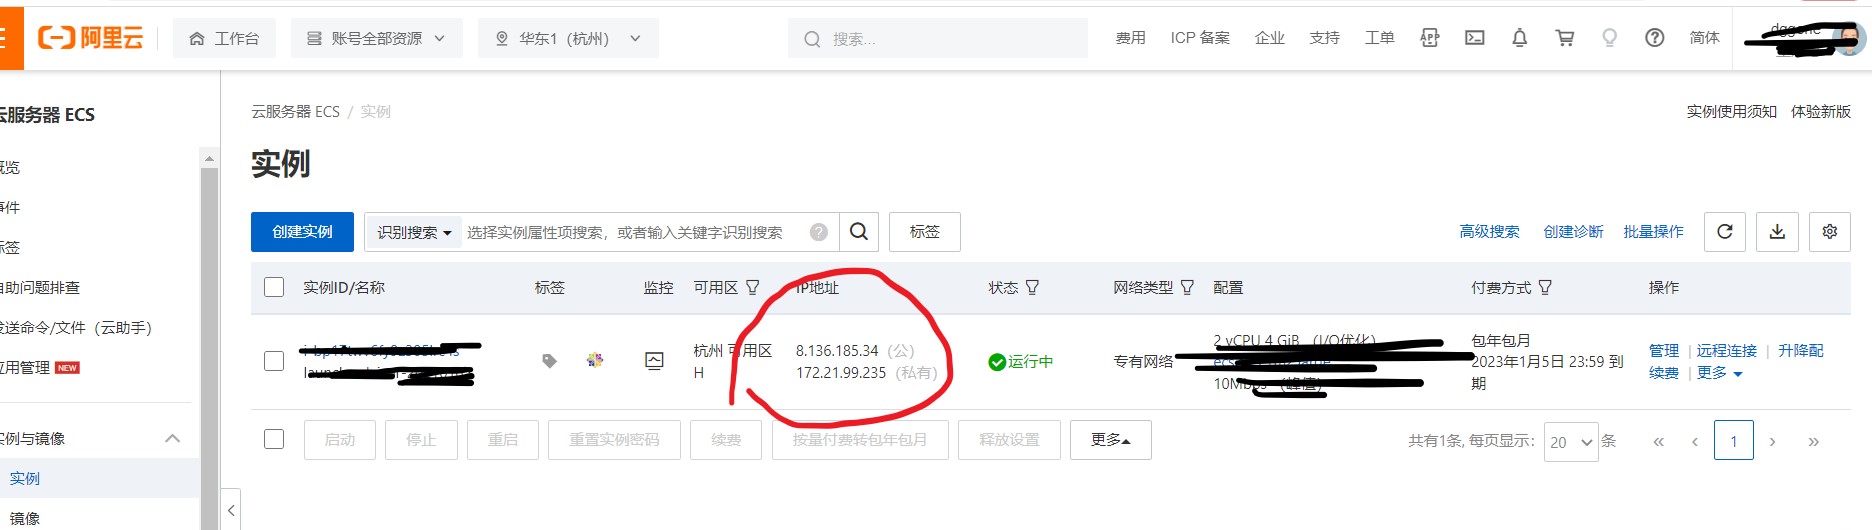 阿里云 工作台 账号全部资源 华东1（杭州） 搜索... 费用 ICP 备案 企业 支持 工单 简体
云服务器 ECS
云服务器 ECS / 实例 实例使用须知 体验新版
实例
创建实例 识别搜索 选择实例属性项搜索，或者输入关键字识别搜索 标签 高级搜索 创建诊断 批量操作
实例ID/名称 标签 监控 可用区 IP地址 状态 网络类型 配置 付费方式 操作
杭州 可用区 H
8.136.185.34（公）
172.21.99.235（私有）
运行中
专有网络
2 vCPU 4 GiB （I/O优化）
10Mbps （峰值）
包年包月
2023年1月5日 23:59 到期
管理 | 远程连接 | 升降配
续费 | 更多
启动 停止 重启 重置实例密码 续费 按量付费转包年包月 释放设置 更多
共有1条, 每页显示： 20 条 « ‹ 1 › »
概览
事件
标签
自助问题排查
发送命令/文件（云助手）
应用管理 NEW
实例与镜像
实例
镜像